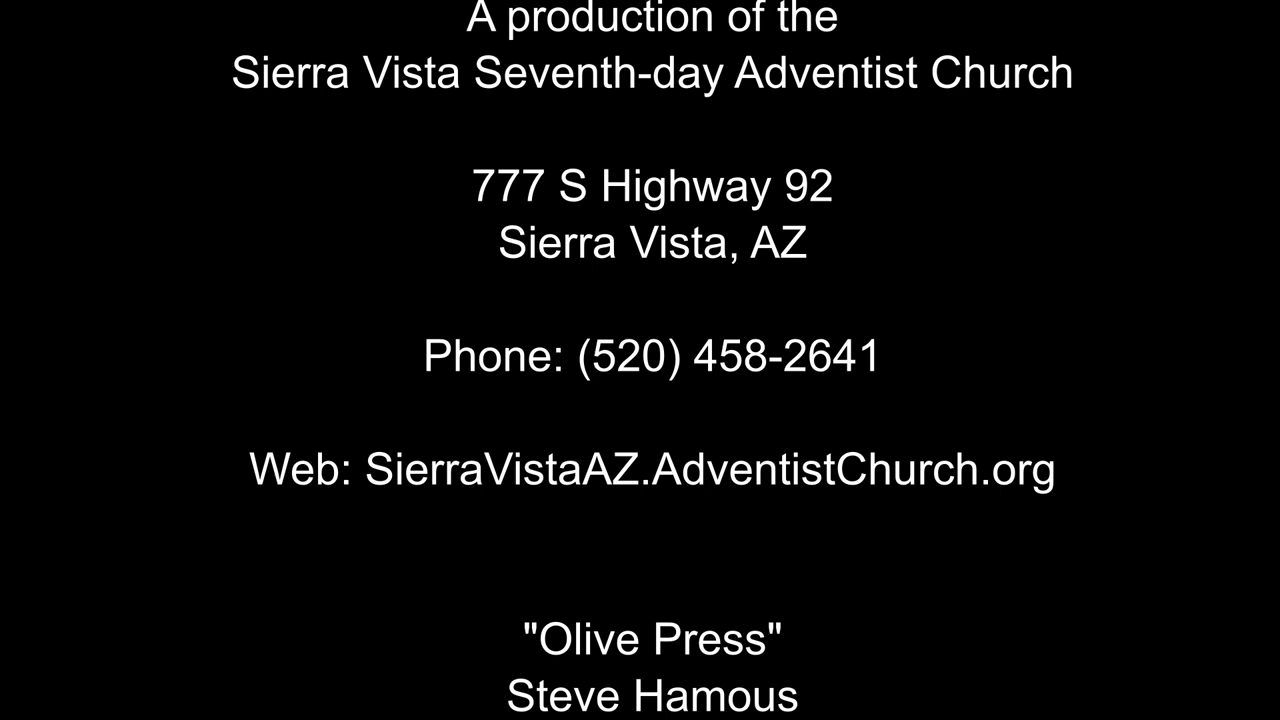 A production of the
Sierra Vista Seventh-day Adventist Church
777 S Highway 92
Sierra Vista, AZ
Phone: (520) 458-2641
Web: SierraVistaAZ.AdventistChurch.org
"Olive Press"
Steve Hamous